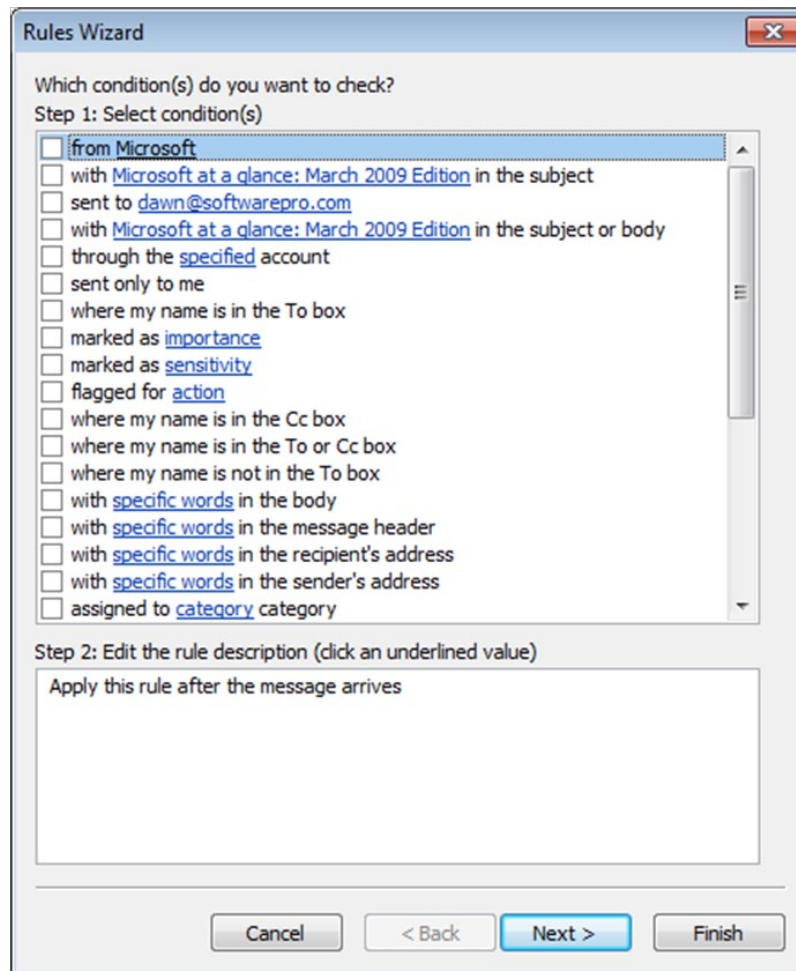 Rules Wizard
Which condition(s) do you want to check?
Step 1: Select condition(s)
from Microsoft
with Microsoft at a glance: March 2009 Edition in the subject
sent to dawn@softwarepro.com
with Microsoft at a glance: March 2009 Edition in the subject or body
through the specified account
sent only to me
where my name is in the To box
marked as importance
marked as sensitivity
flagged for action
where my name is in the Cc box
where my name is in the To or Cc box
where my name is not in the To box
with specific words in the body
with specific words in the message header
with specific words in the recipient's address
with specific words in the sender's address
assigned to category category
Step 2: Edit the rule description (click an underlined value)
Apply this rule after the message arrives
Cancel < Back Next > Finish